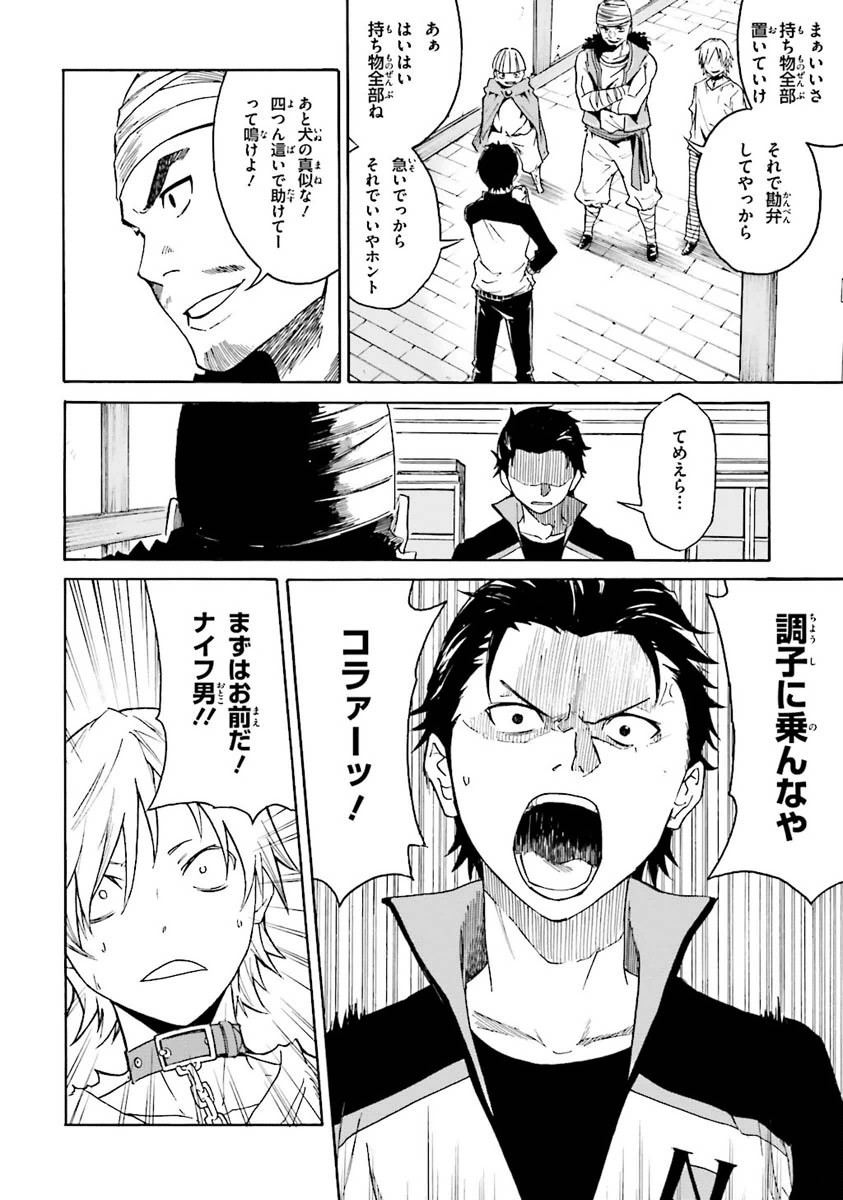 まぁいいさ
持ち物全部
置いていけ
それで勘弁
してやっから
あぁ
はいはい
持ち物全部ね
急いでっから
それでいいやホント
あと犬の真似な!
四つん這いで助けてー
って鳴けよ!
てめえら…
調子に乗んなや
コラァーッ!
まずはお前だ!
ナイフ男!!
N